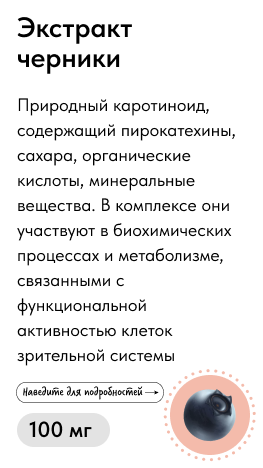 Экстракт
черники
Природный каротиноид,
содержащий пирокатехины,
сахара, органические
кислоты, минеральные
вещества. В комплексе они
участвуют в биохимических
процессах и метаболизме,
связанными с
функциональной
активностью клеток
зрительной системы
Наведите для подробностей →
100 мг